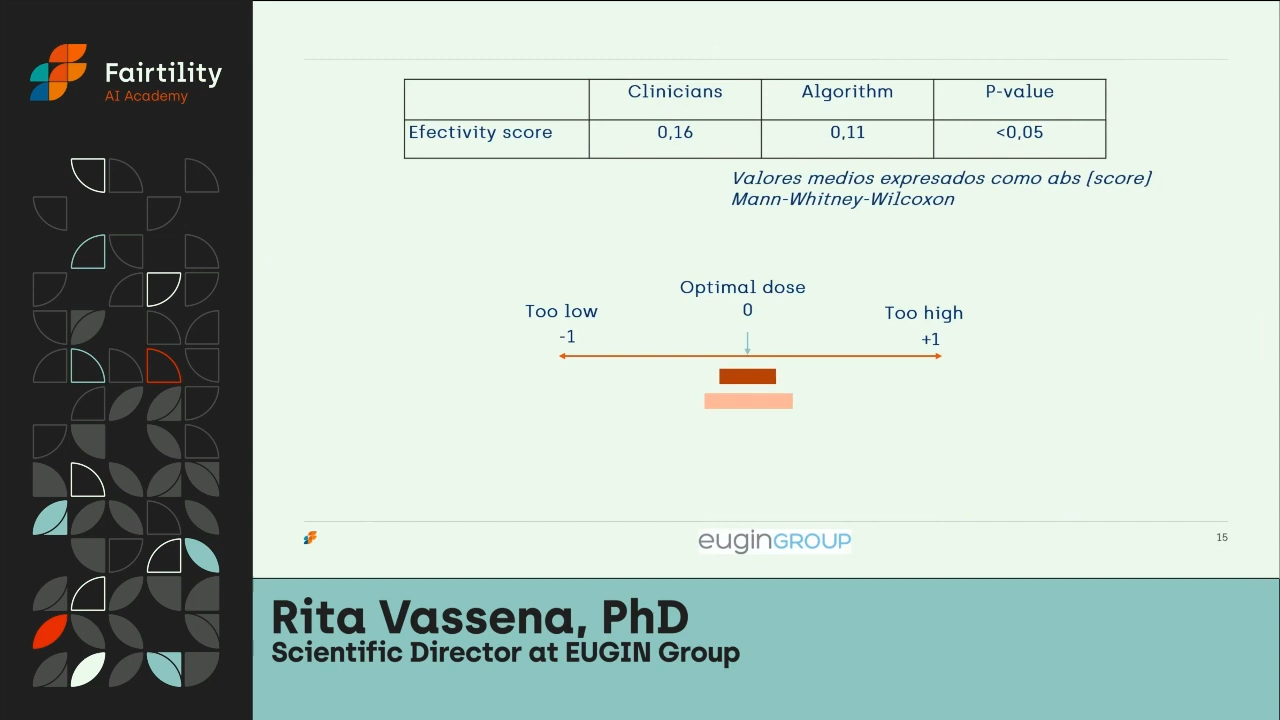 Fairtility
AI Academy
Clinicians Algorithm P-value
Efectivity score 0,16 0,11 <0,05
Valores medios expresados como abs (score)
Mann-Whitney-Wilcoxon
Optimal dose
0
Too low
-1
Too high
+1
euginGROUP
15
Rita Vassena, PhD
Scientific Director at EUGIN Group